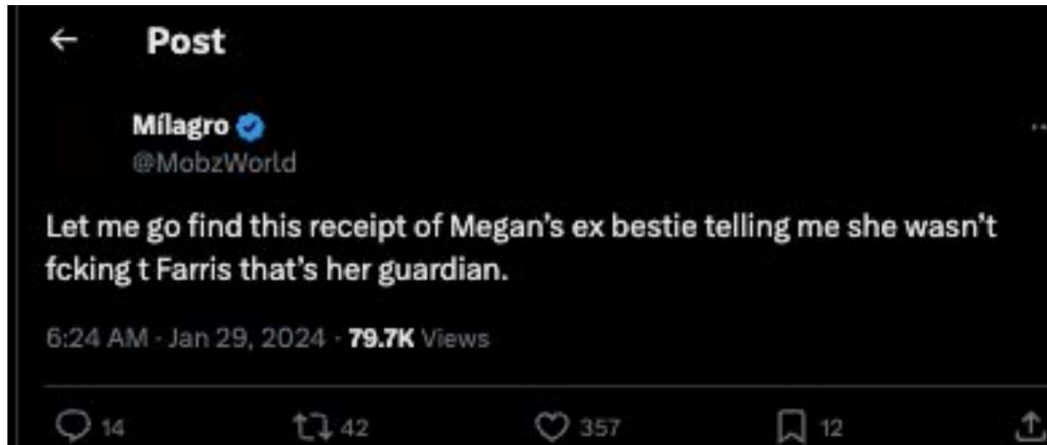 Post
Mílagro
@MobzWorld
Let me go find this receipt of Megan's ex bestie telling me she wasn't
fcking t Farris that's her guardian.
6:24 AM · Jan 29, 2024 · 79.7K Views
14 42 357 12